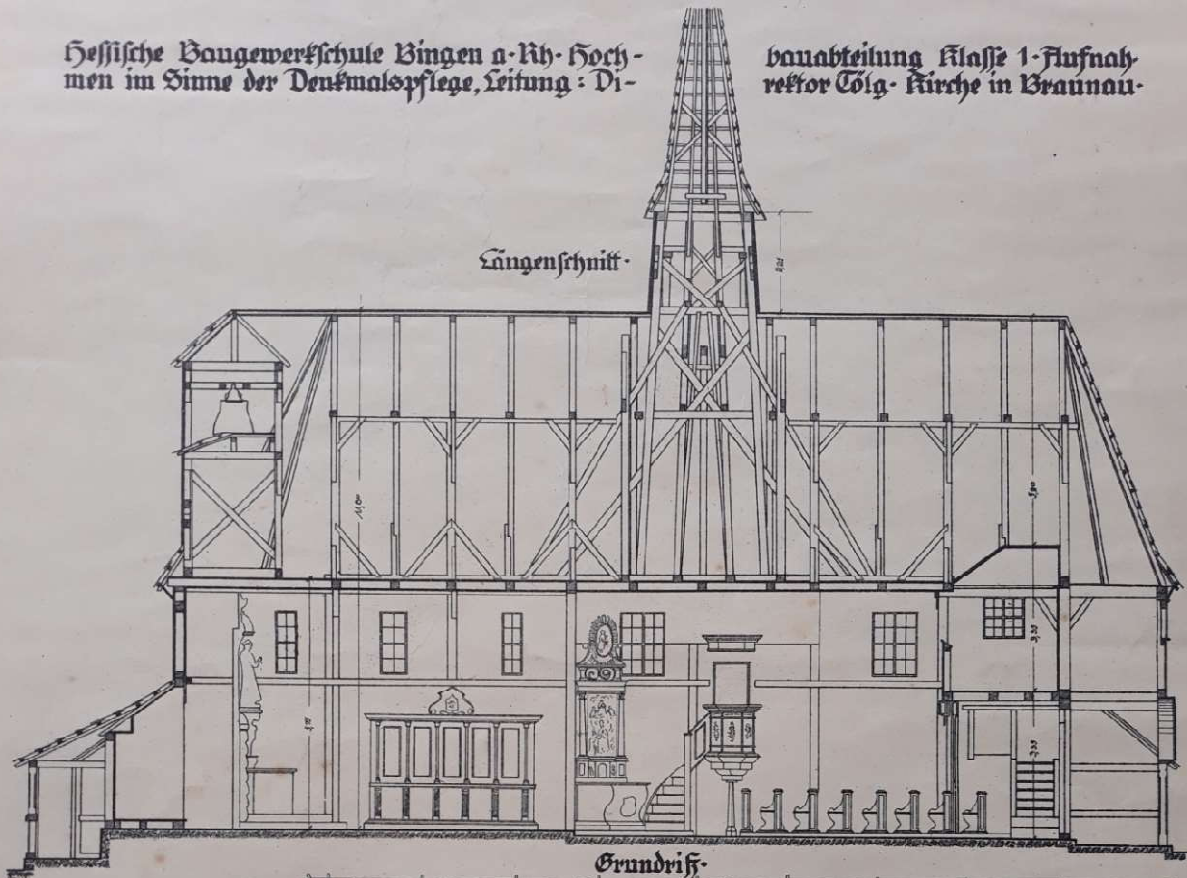 Hessische Baugewerkschule Bingen a·Rh· Hoch-
men im Sinne der Denkmalspflege, Leitung : Di-
bauabteilung Klasse 1·Aufnah-
rektor Tölg· Kirche in Braunau·
Längenschnitt·
Grundriß·